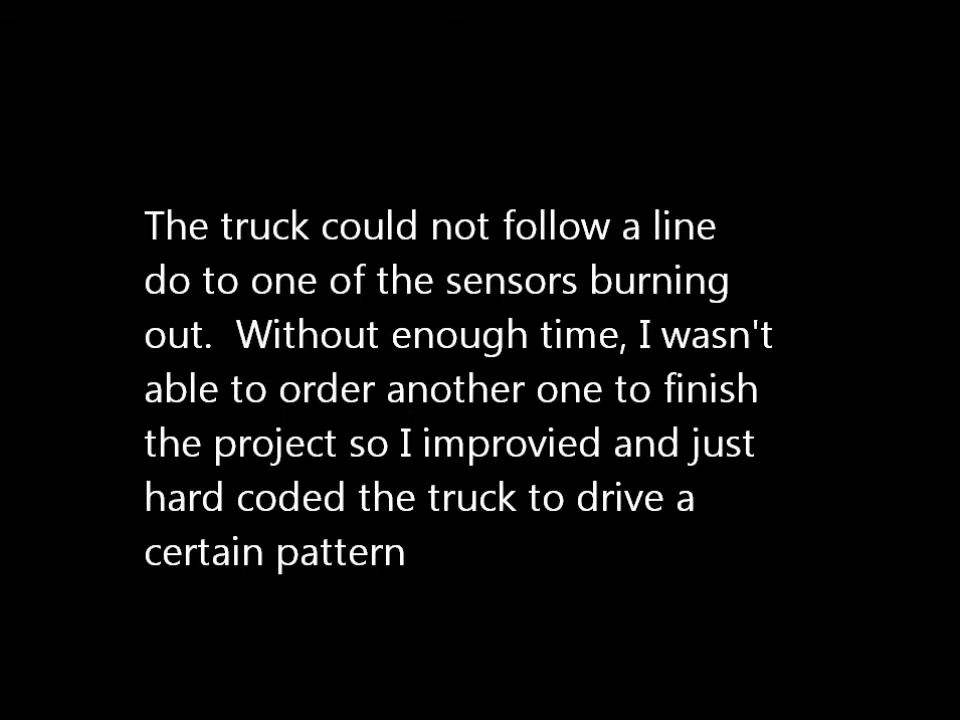 The truck could not follow a line
do to one of the sensors burning
out.  Without enough time, I wasn't
able to order another one to finish
the project so I improvied and just
hard coded the truck to drive a
certain pattern